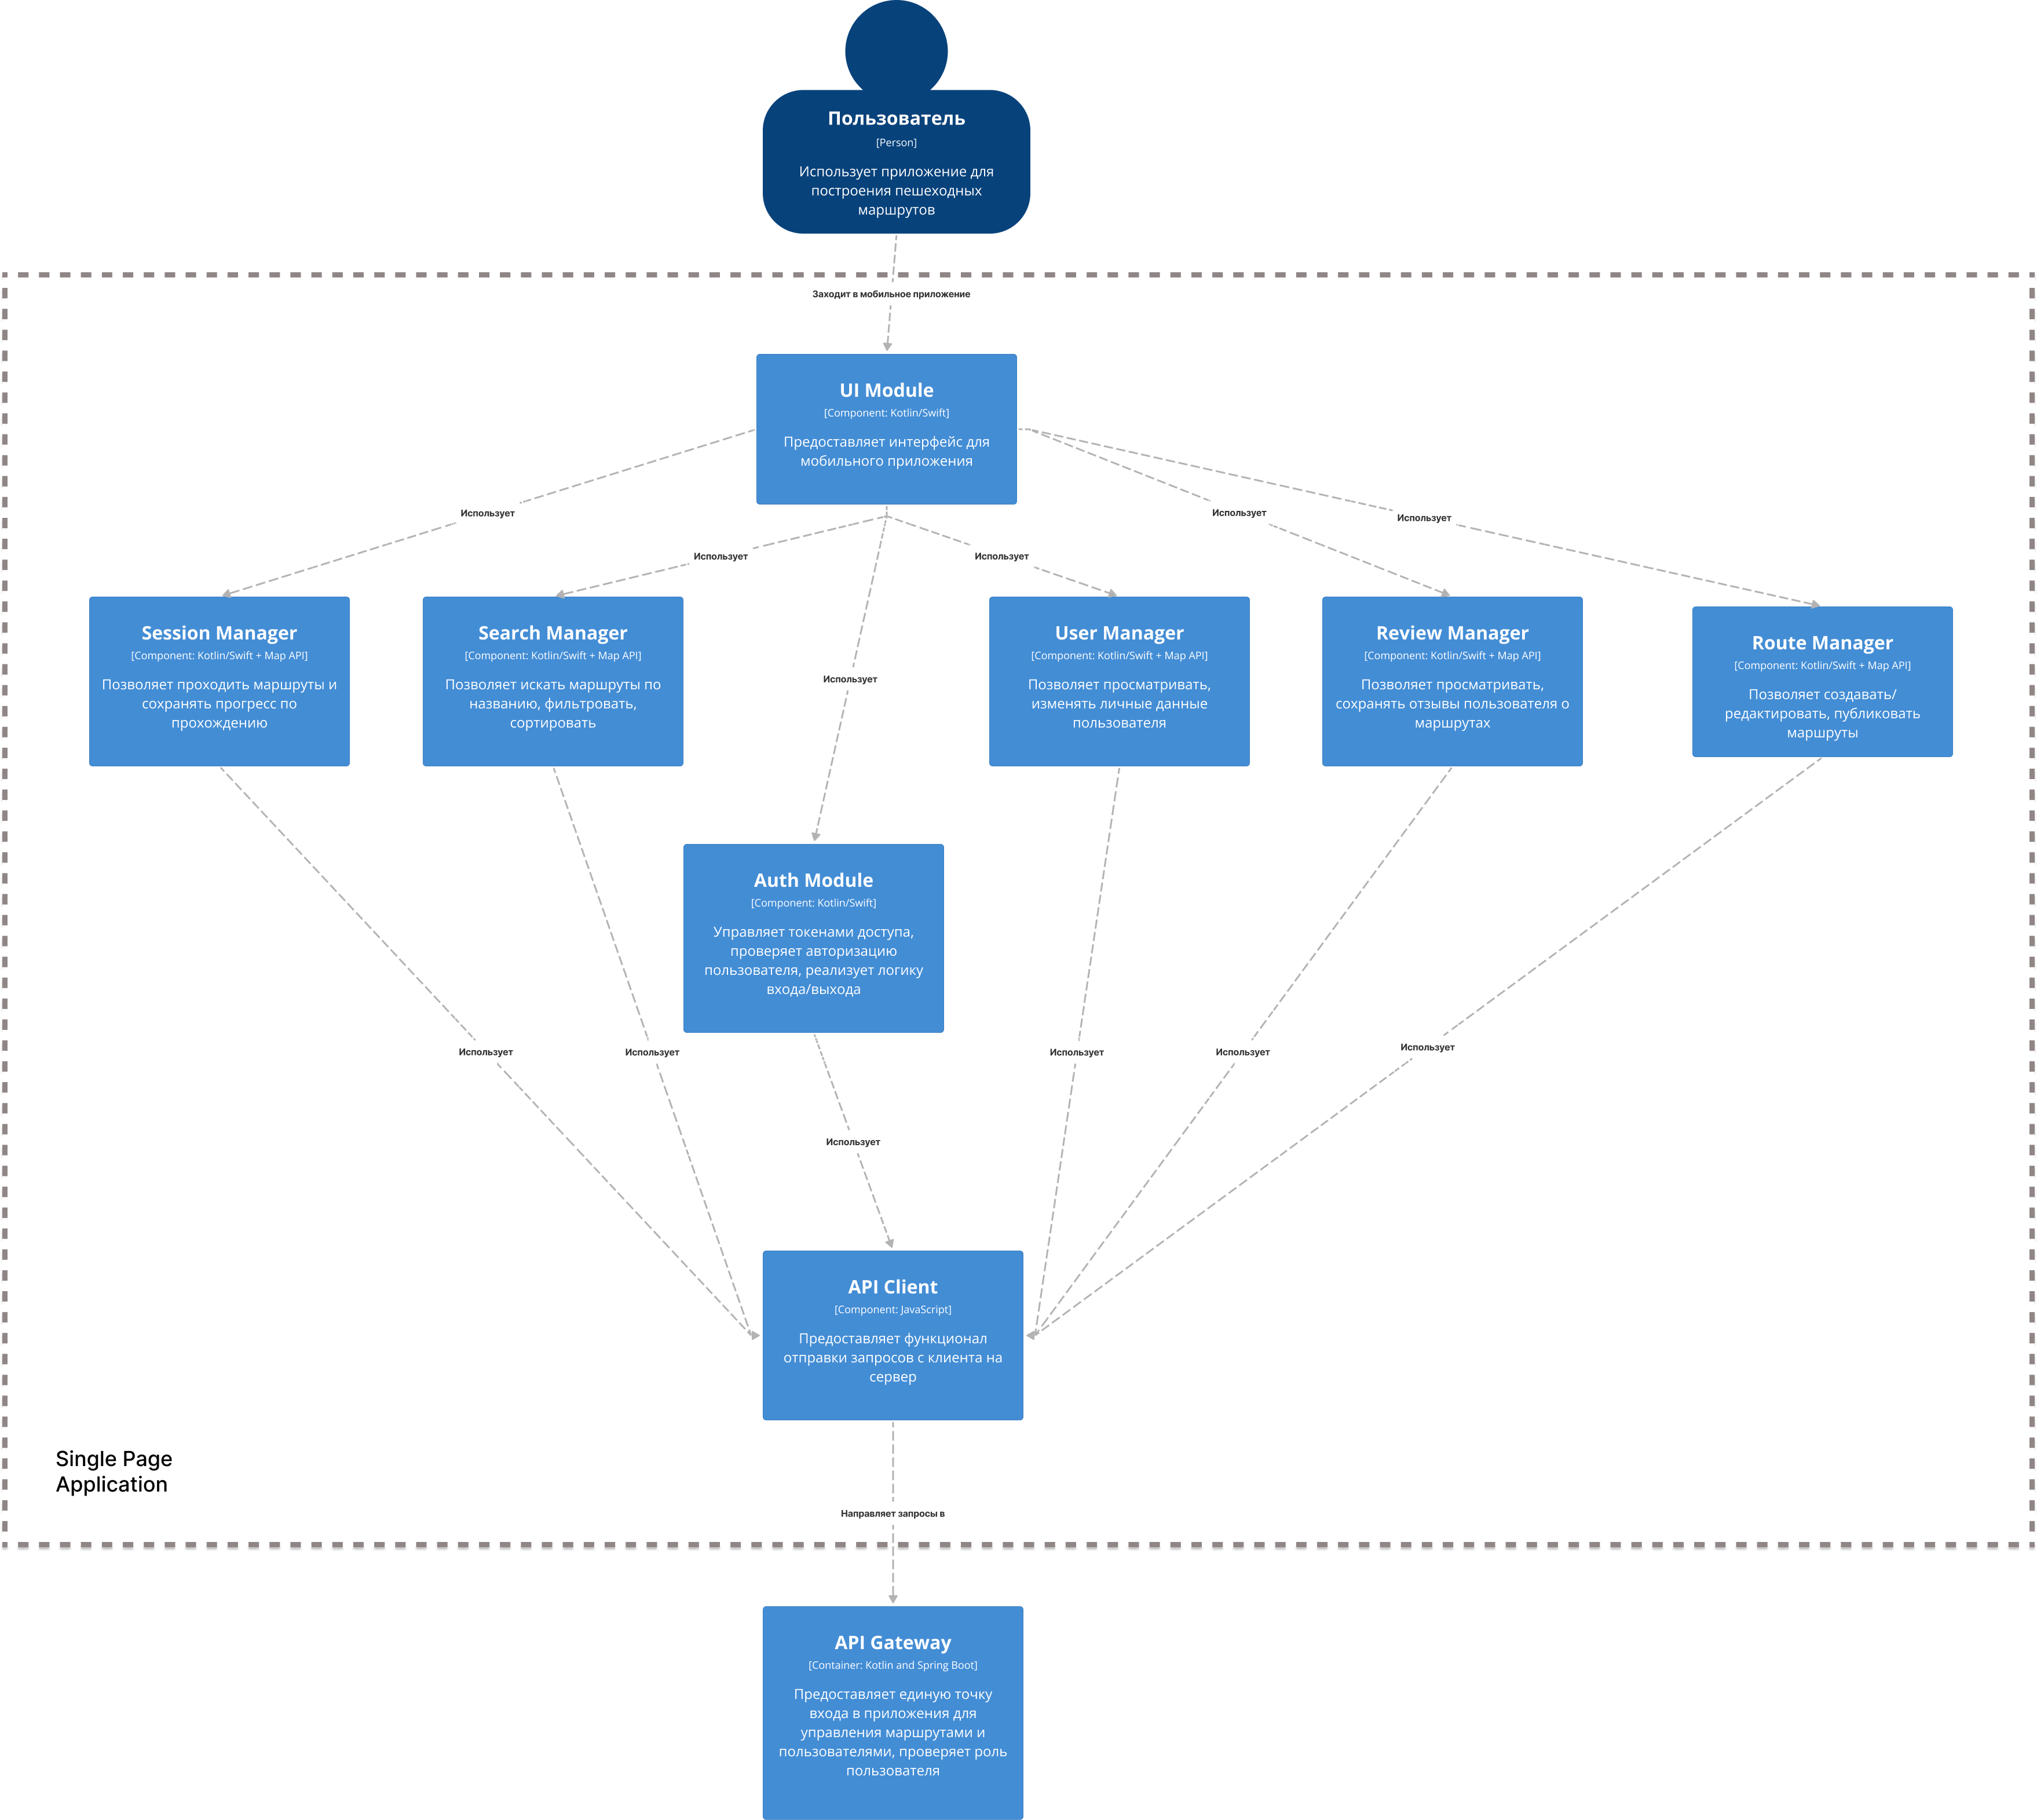 Пользователь
[Person]
Использует приложение для
построения пешеходных
маршрутов
Заходит в мобильное приложение
UI Module
[Component: Kotlin/Swift]
Предоставляет интерфейс для
мобильного приложения
Использует
Использует
Использует
Использует
Использует
Session Manager
[Component: Kotlin/Swift + Map API]
Позволяет проходить маршруты и
сохранять прогресс по
прохождению
Search Manager
[Component: Kotlin/Swift + Map API]
Позволяет искать маршруты по
названию, фильтровать,
сортировать
Использует
User Manager
[Component: Kotlin/Swift + Map API]
Позволяет просматривать,
изменять личные данные
пользователя
Review Manager
[Component: Kotlin/Swift + Map API]
Позволяет просматривать,
сохранять отзывы пользователя о
маршрутах
Route Manager
[Component: Kotlin/Swift + Map API]
Позволяет создавать/
редактировать, публиковать
маршруты
Auth Module
[Component: Kotlin/Swift]
Управляет токенами доступа,
проверяет авторизацию
пользователя, реализует логику
входа/выхода
Использует
Использует
Использует
Использует
Использует
Использует
API Client
[Component: JavaScript]
Предоставляет функционал
отправки запросов с клиента на
сервер
Single Page
Application
Направляет запросы в
API Gateway
[Container: Kotlin and Spring Boot]
Предоставляет единую точку
входа в приложения для
управления маршрутами и
пользователями, проверяет роль
пользователя